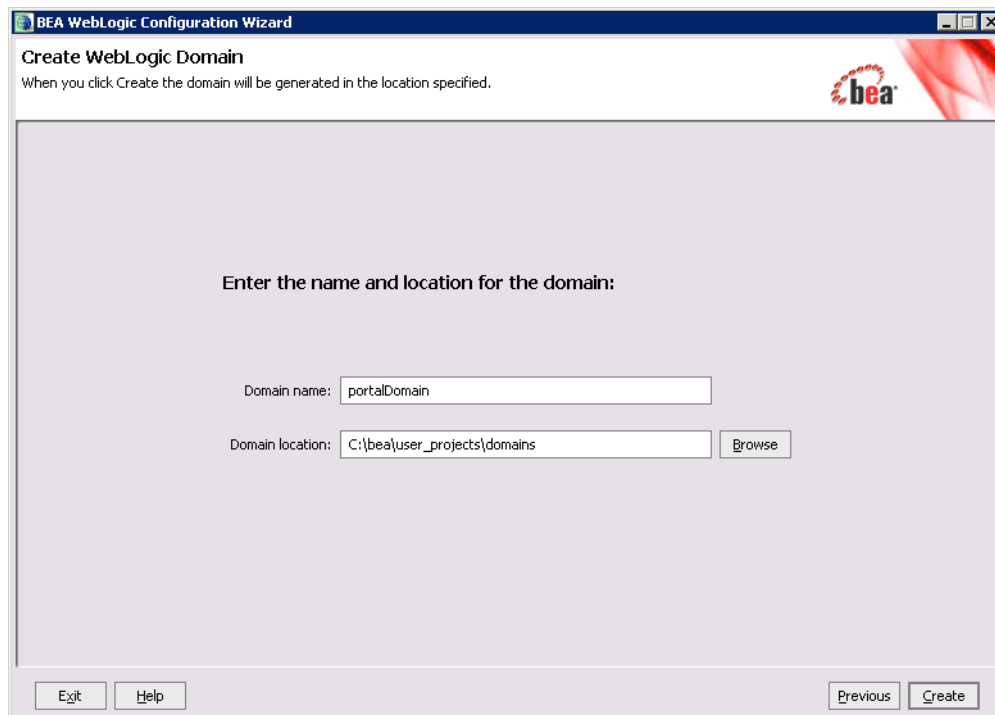 BEA WebLogic Configuration Wizard
Create WebLogic Domain
When you click Create the domain will be generated in the location specified.
bea
Enter the name and location for the domain:
Domain name: portalDomain
Domain location: C:\bea\user_projects\domains Browse
Exit Help Previous Create